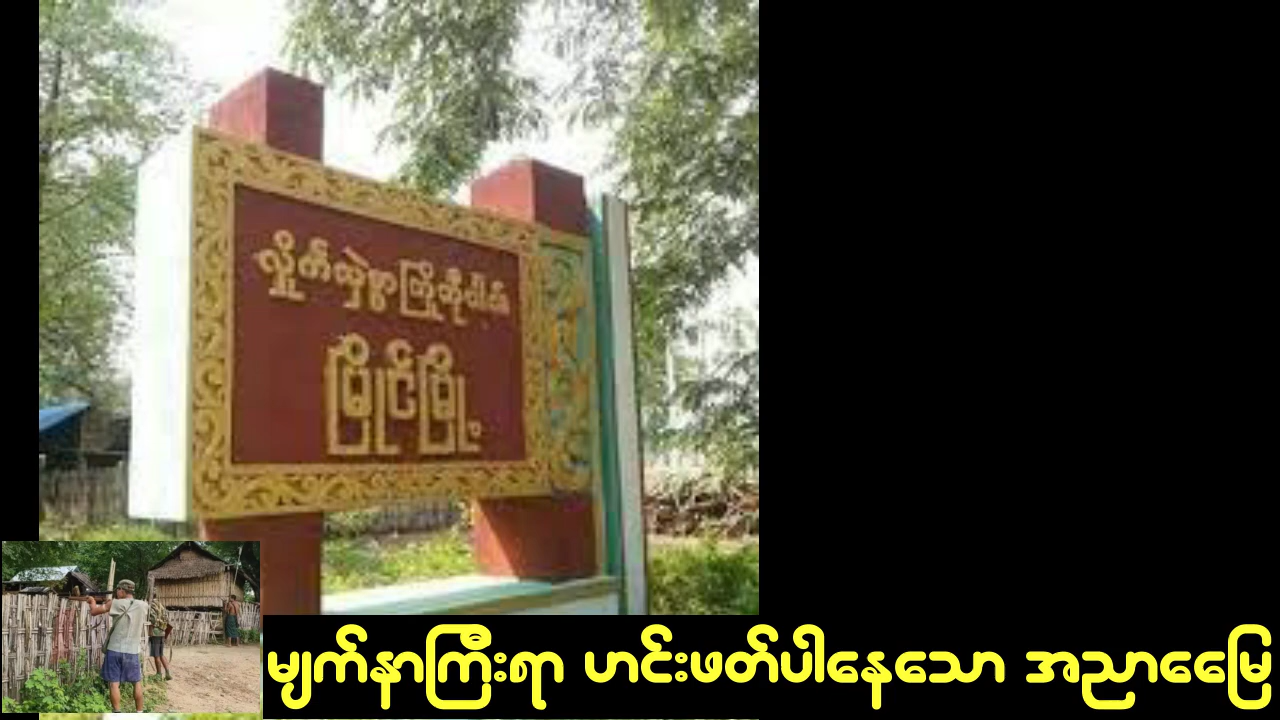 လှိုက်လှဲစွာကြိုဆိုပါ၏
မြိုင်မြို့
မျက်နှာကြီးရာ ဟင်းဖတ်ပါနေသော အညာမြေ